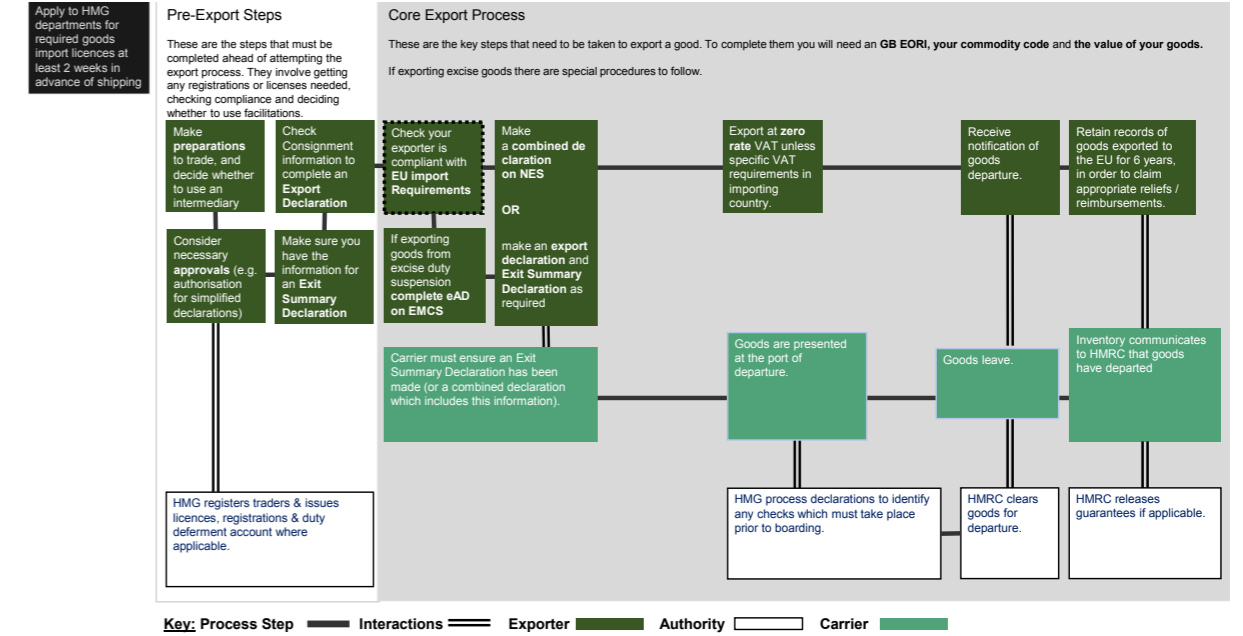 Apply to HMG
departments for
required goods
import licences at
least 2 weeks in
advance of shipping
Pre-Export Steps
These are the steps that must be
completed ahead of attempting the
export process. They involve getting
any registrations or licenses needed,
checking compliance and deciding
whether to use facilitations.
Core Export Process
These are the key steps that need to be taken to export a good. To complete them you will need an GB EORI, your commodity code and the value of your goods.
If exporting excise goods there are special procedures to follow.
Make
preparations
to trade, and
decide whether
to use an
intermediary
Check
Consignment
information to
complete an
Export
Declaration
Check your
exporter is
compliant with
EU import
Requirements
Make
a combined de
claration
on NES
OR
make an export
declaration and
Exit Summary
Declaration as
required
Export at zero
rate VAT unless
specific VAT
requirements in
importing
country.
Receive
notification of
goods
departure.
Retain records of
goods exported to
the EU for 6 years,
in order to claim
appropriate reliefs /
reimbursements.
Consider
necessary
approvals (e.g.
authorisation
for simplified
declarations)
Make sure you
have the
information for
an Exit
Summary
Declaration
If exporting
goods from
excise duty
suspension
complete eAD
on EMCS
Carrier must ensure an Exit
Summary Declaration has been
made (or a combined declaration
which includes this information).
Goods are presented
at the port of
departure.
Goods leave.
Inventory communicates
to HMRC that goods
have departed
HMG registers traders & issues
licences, registrations & duty
deferment account where
applicable.
HMG process declarations to identify
any checks which must take place
prior to boarding.
HMRC clears
goods for
departure.
HMRC releases
guarantees if applicable.
Key: Process Step Interactions Exporter Authority Carrier